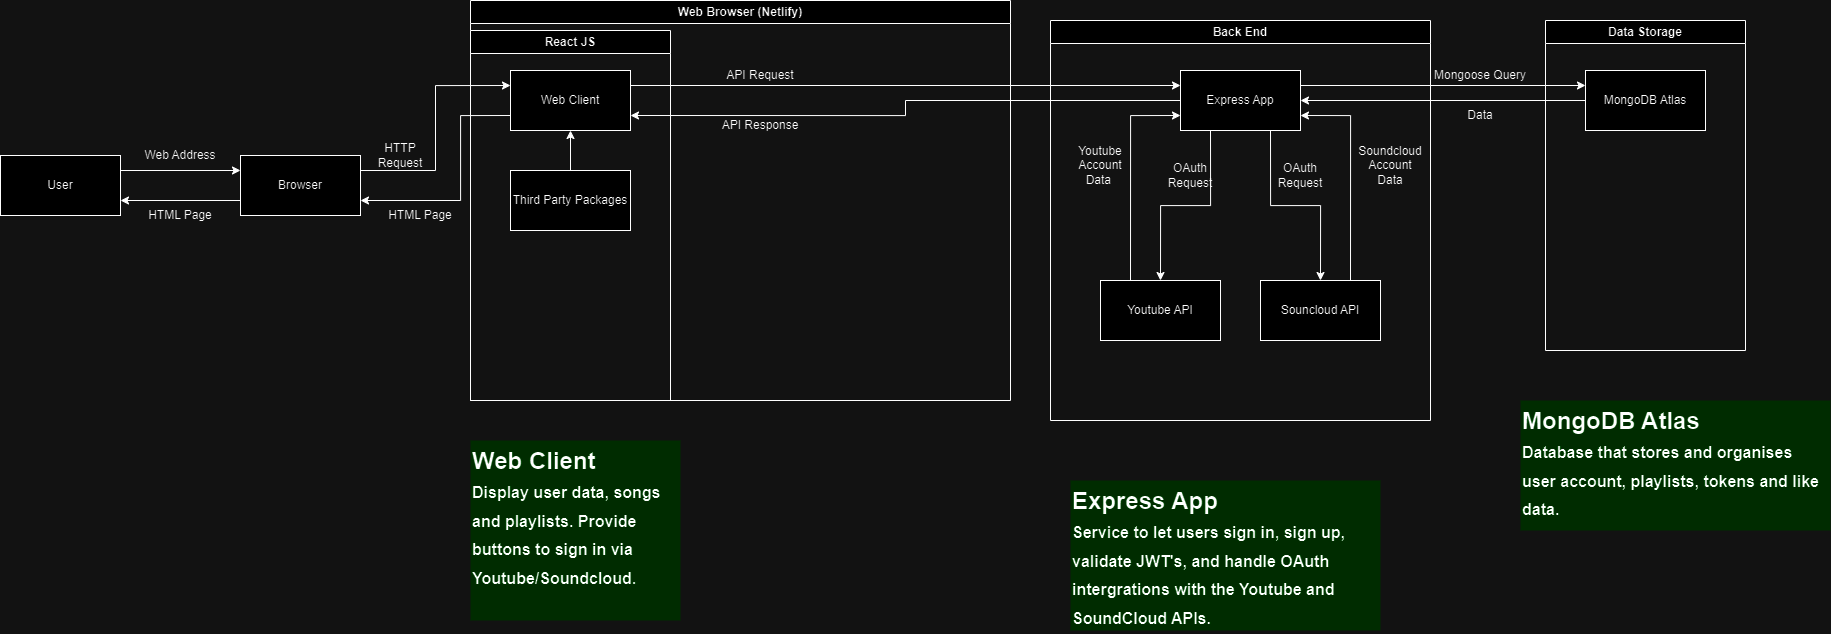 Web Browser (Netlify)
React JS
Back End
Data Storage
API Request
Mongoose Query
Web Client
Express App
MongoDB Atlas
API Response
Data
HTTP
Request
Web Address
User
Browser
HTML Page
HTML Page
Third Party Packages
Youtube
Account
Data
OAuth
Request
OAuth
Request
Soundcloud
Account
Data
Youtube API
Souncloud API
Web Client
Display user data, songs
and playlists. Provide
buttons to sign in via
Youtube/Soundcloud.
Express App
Service to let users sign in, sign up,
validate JWT's, and handle OAuth
intergrations with the Youtube and
SoundCloud APIs.
MongoDB Atlas
Database that stores and organises
user account, playlists, tokens and like
data.